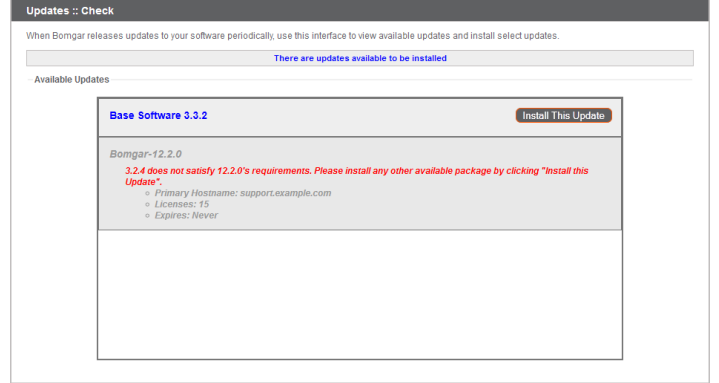 Updates :: Check
When Bomgar releases updates to your software periodically, use this interface to view available updates and install select updates.
There are updates available to be installed
Available Updates
Base Software 3.3.2
Install This Update
Bomgar-12.2.0
3.2.4 does not satisfy 12.2.0's requirements. Please install any other available package by clicking "Install this
Update".
Primary Hostname: support.example.com
Licenses: 15
Expires: Never